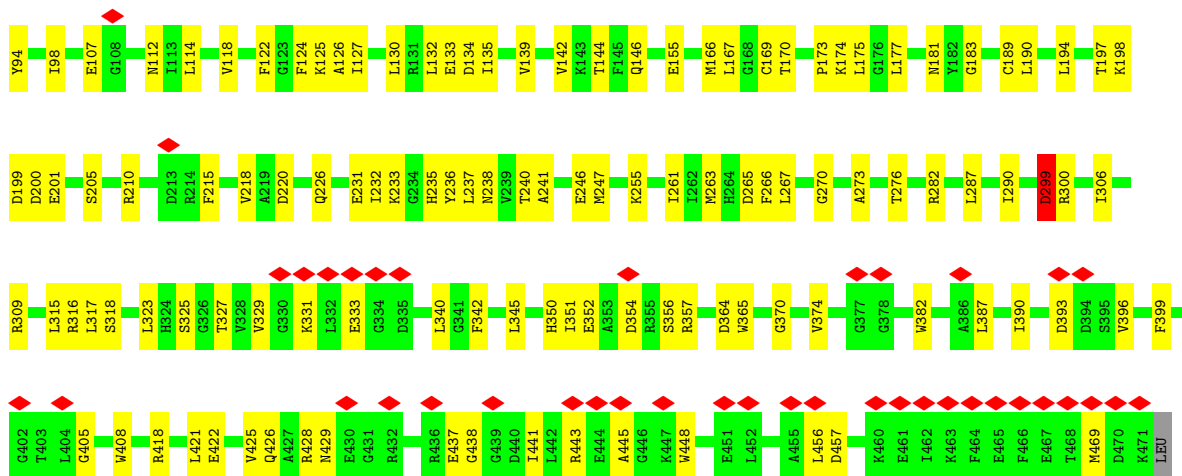 Y94 I98 E107 G108 N112 I113 L114 V118 F122 G123 F124 K125 A126 I127 L130 R131 L132 E133 D134 I135 V139 V142 K143 T144 F145 Q146 E155 M166 L167 G168 C169 T170 P173 K174 L175 G176 L177 N181 Y182 G183 C189 L190 L194 T197 K198
D199 D200 E201 S205 R210 D213 R214 F215 V218 A219 D220 Q226 E231 I232 K233 G234 H235 Y236 L237 N238 V239 T240 A241 E246 M247 K255 I261 I262 M263 H264 D265 F266 L267 G270 A273 T276 R282 L287 I290 D299 R300 I306
R309 L315 R316 L317 S318 L323 H324 S325 G326 T327 V328 V329 G330 K331 L332 E333 G334 D335 L340 G341 F342 L345 H350 I351 E352 A353 D354 R355 S356 R357 D364 W365 G370 V374 G377 G378 W382 A386 L387 I390 D393 D394 S395 V396 F399
G402 T403 L404 G405 W408 R418 L421 E422 V425 Q426 A427 R428 N429 E430 G431 R432 R436 E437 G438 G439 D440 I441 L442 R443 E444 A445 G446 K447 W448 E451 L452 A455 L456 D457 K460 E461 I462 K463 F464 E465 F466 E467 T468 M469 D470 K471 LEU